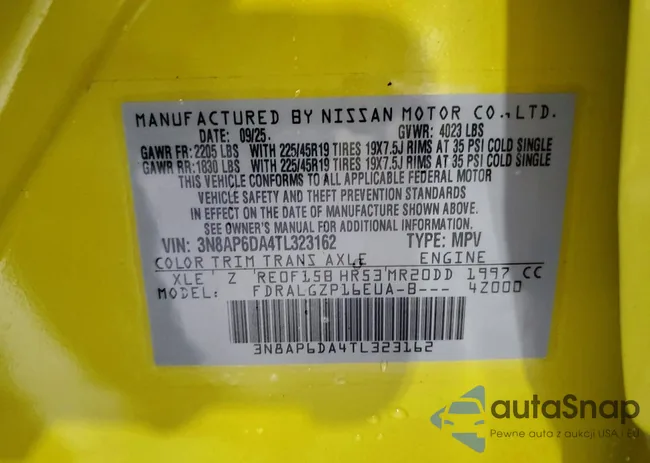 MANUFACTURED BY NISSAN MOTOR CO.,LTD.
DATE: 09/25. GVWR: 4023 LBS
GAWR FR: 2205 LBS WITH 225/45R19 TIRES 19X7.5J RIMS AT 35 PSI COLD SINGLE
GAWR RR: 1830 LBS WITH 225/45R19 TIRES 19X7.5J RIMS AT 35 PSI COLD SINGLE
THIS VEHICLE CONFORMS TO ALL APPLICABLE FEDERAL MOTOR
VEHICLE SAFETY AND THEFT PREVENTION STANDARDS
IN EFFECT ON THE DATE OF MANUFACTURE SHOWN ABOVE.
SEE OWNER'S MANUAL FOR ADDITIONAL INFORMATION.
VIN: 3N8AP6DA4TL323162 TYPE: MPV
COLOR TRIM TRANS AXLE ENGINE
XLE' Z 'RE0F15B HR53'MR20DD 1997 CC
MODEL: FDRALGZP16EUA-B--- 4Z000
3N8AP6DA4TL323162
autaSnap
Pewne auta z aukcji USA i EU